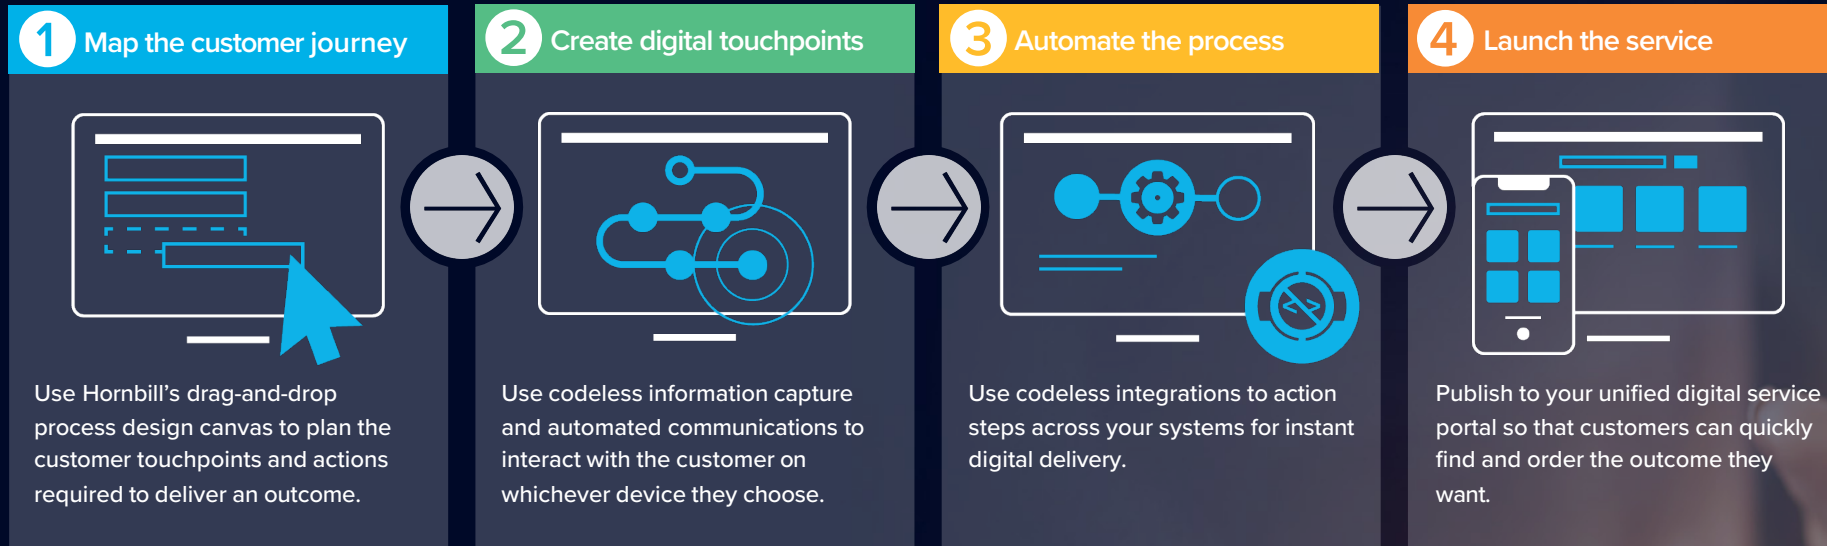 1 Map the customer journey
Use Hornbill’s drag-and-drop
process design canvas to plan the
customer touchpoints and actions
required to deliver an outcome.
2 Create digital touchpoints
Use codeless information capture
and automated communications to
interact with the customer on
whichever device they choose.
3 Automate the process
Use codeless integrations to action
steps across your systems for instant
digital delivery.
4 Launch the service
Publish to your unified digital service
portal so that customers can quickly
find and order the outcome they
want.